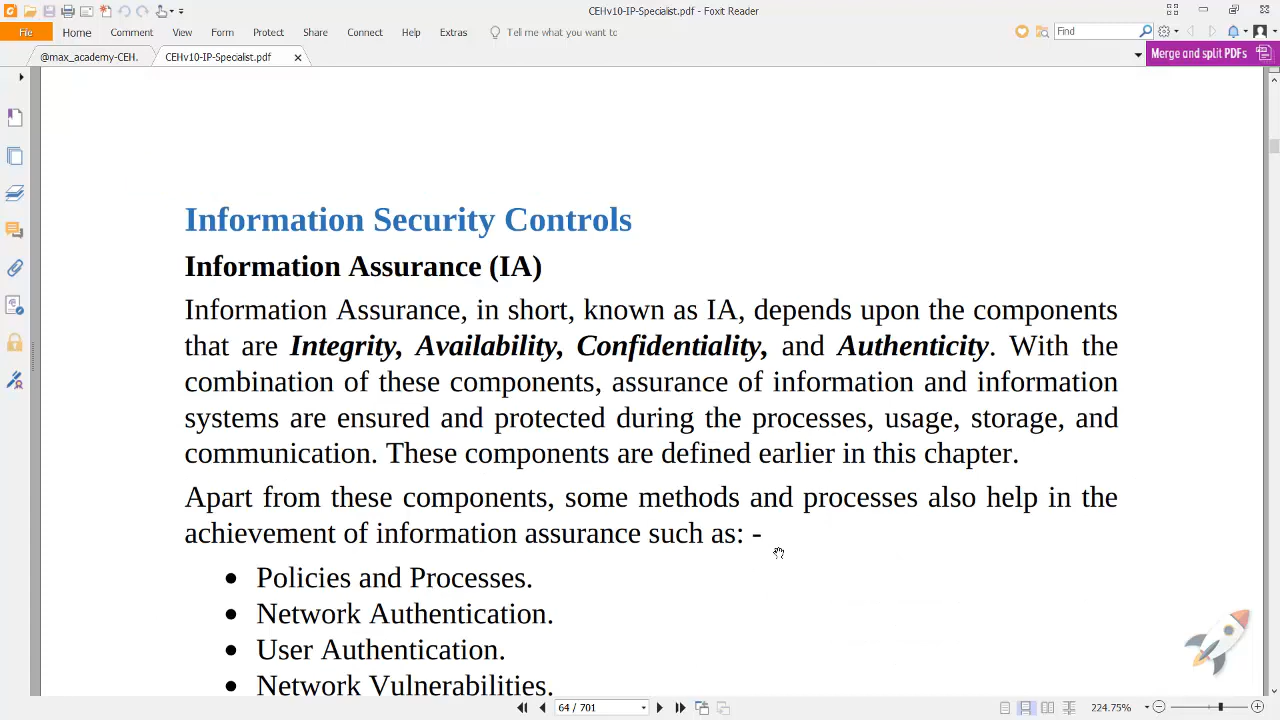 CEHv10-IP-Specialist.pdf - Foxit Reader
File Home Comment View Form Protect Share Connect Help Extras Tell me what you want to Find
@max_academy-CEH. CEHv10-IP-Specialist.pdf Merge and split PDFs
Information Security Controls
Information Assurance (IA)
Information Assurance, in short, known as IA, depends upon the components
that are Integrity, Availability, Confidentiality, and Authenticity. With the
combination of these components, assurance of information and information
systems are ensured and protected during the processes, usage, storage, and
communication. These components are defined earlier in this chapter.
Apart from these components, some methods and processes also help in the
achievement of information assurance such as: -
• Policies and Processes.
• Network Authentication.
• User Authentication.
• Network Vulnerabilities.
64 / 701 224.75%